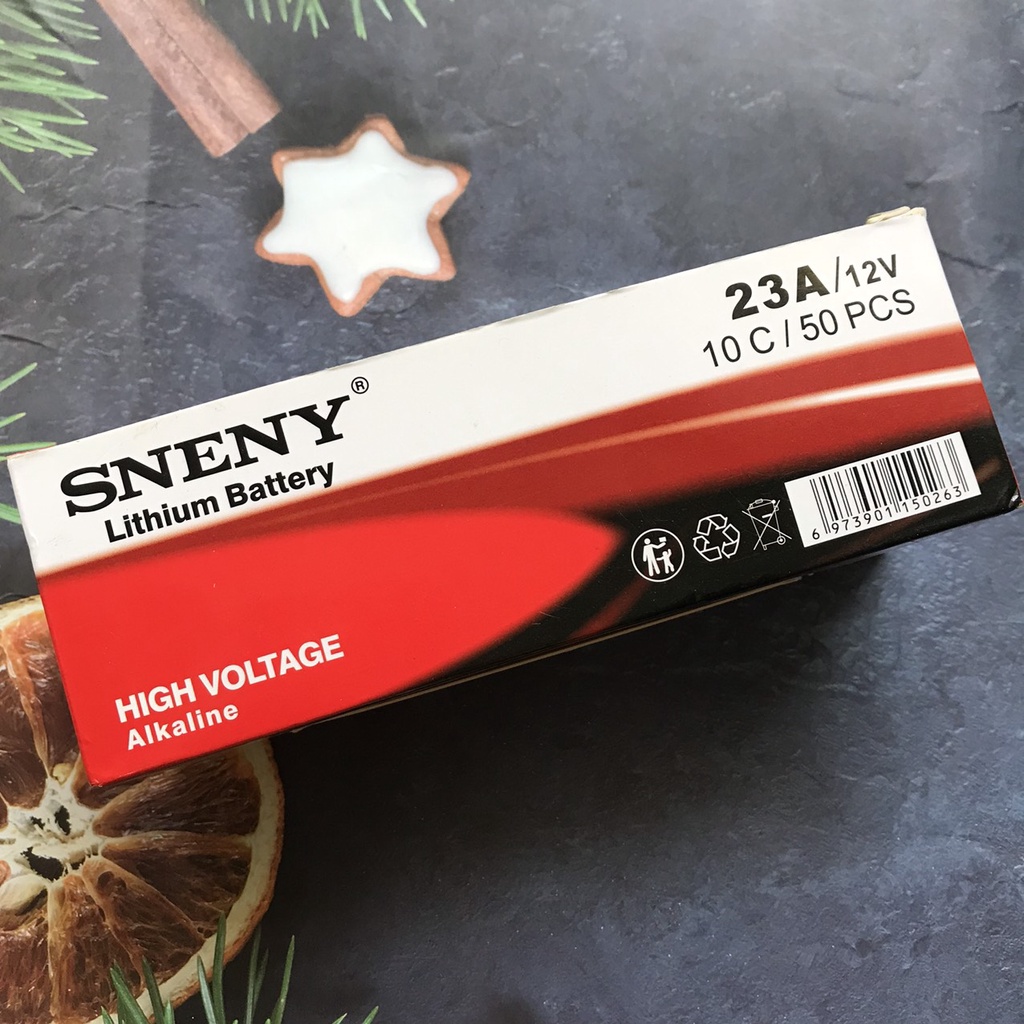 SNENY®
Lithium Battery
23A/12V
10 C / 50 PCS
HIGH VOLTAGE
Alkaline
6 973901 150263